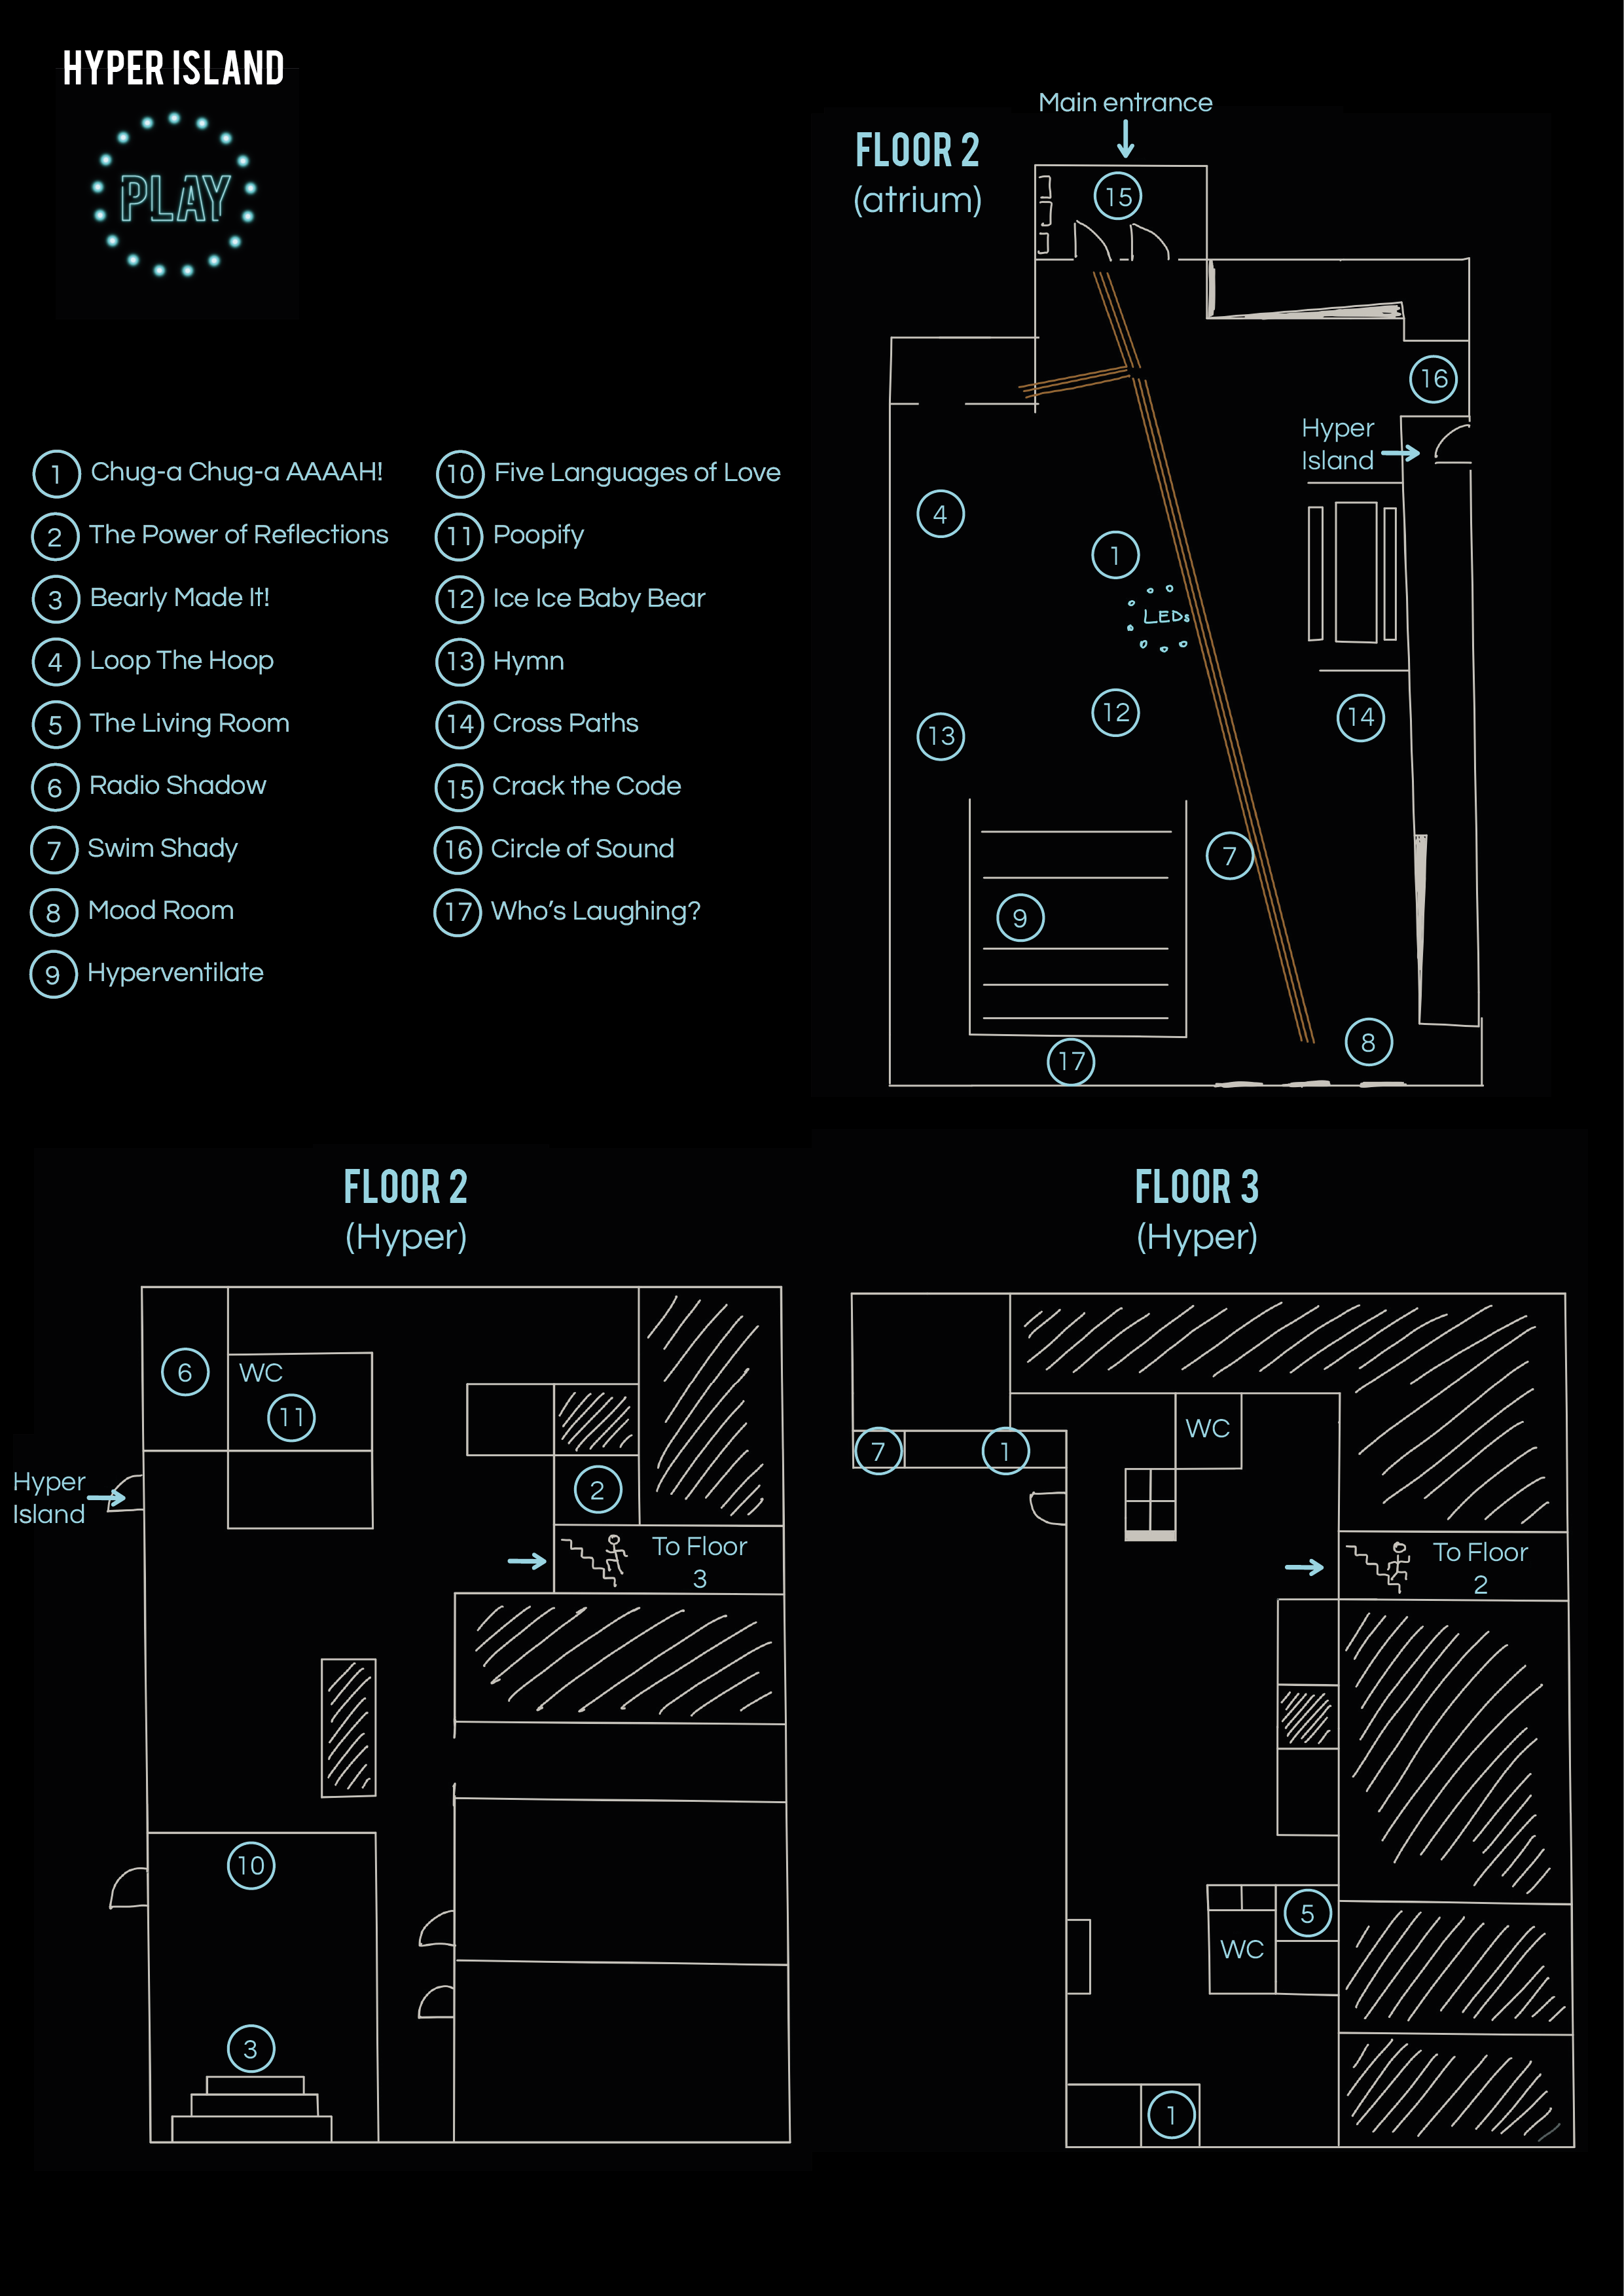 HYPER ISLAND
PLAY
1 Chug-a Chug-a AAAAH!
2 The Power of Reflections
3 Bearly Made It!
4 Loop The Hoop
5 The Living Room
6 Radio Shadow
7 Swim Shady
8 Mood Room
9 Hyperventilate
10 Five Languages of Love
11 Poopify
12 Ice Ice Baby Bear
13 Hymn
14 Cross Paths
15 Crack the Code
16 Circle of Sound
17 Who's Laughing?
Main entrance
FLOOR 2
(atrium)
15
16
Hyper
Island
4
1
LEDs
12
13
14
7
9
8
17
FLOOR 2
(Hyper)
6
WC
11
Hyper
Island
2
To Floor
3
10
3
FLOOR 3
(Hyper)
WC
7
1
To Floor
2
5
WC
1